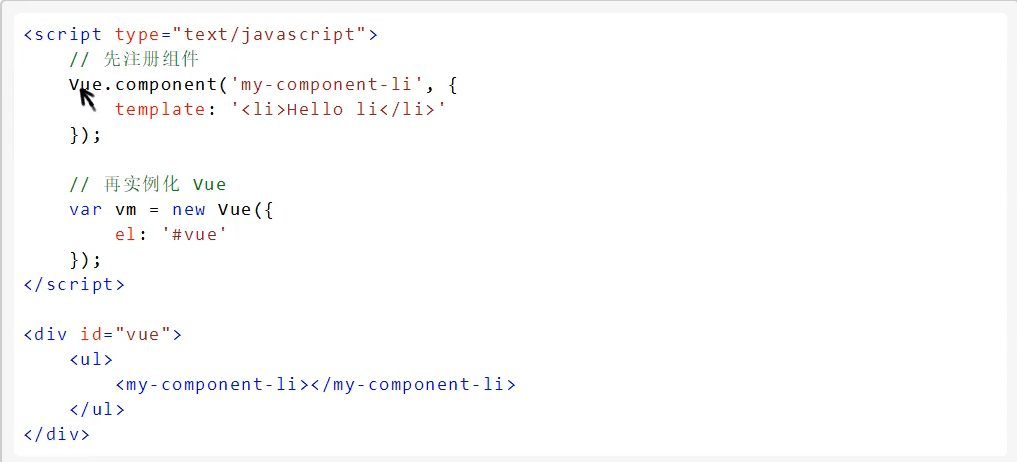 <script type="text/javascript">
    // 先注册组件
    Vue.component('my-component-li', {
        template: '<li>Hello li</li>'
    });

    // 再实例化 Vue
    var vm = new Vue({
        el: '#vue'
    });
</script>

<div id="vue">
    <ul>
        <my-component-li></my-component-li>
    </ul>
</div>